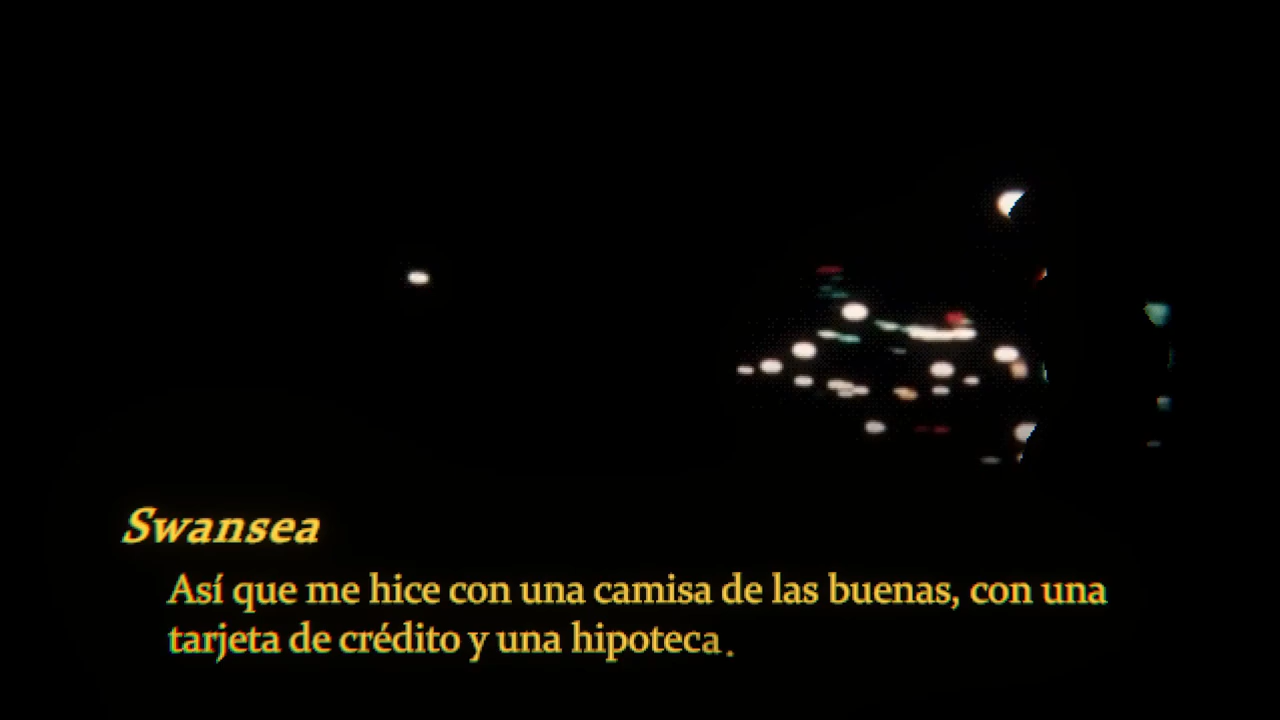 Swansea
Así que me hice con una camisa de las buenas, con una
tarjeta de crédito y una hipoteca.